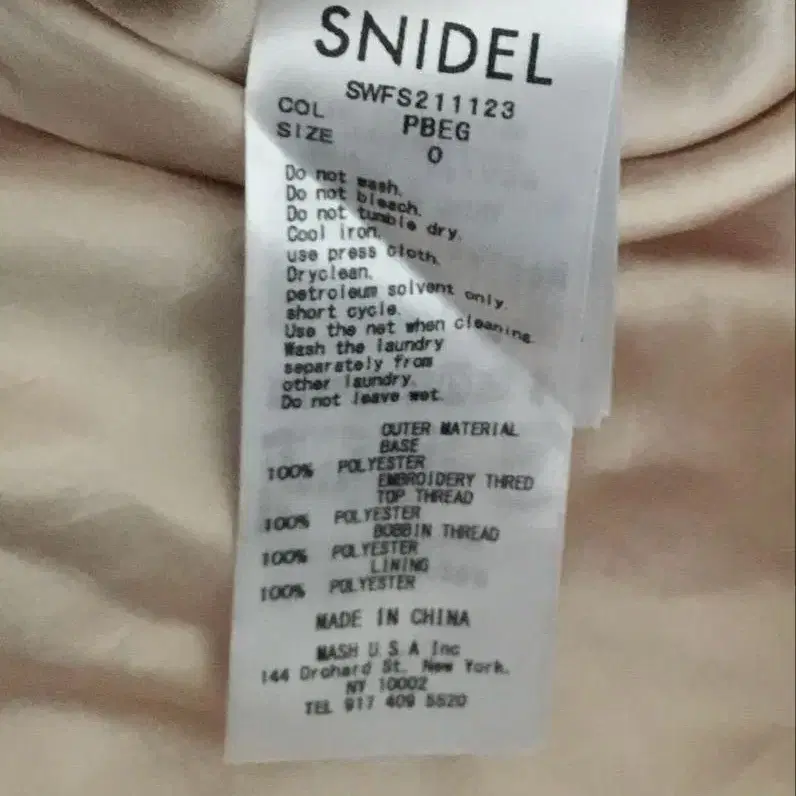 SNIDEL
SWFS211123
COL PBEG
SIZE 0
Do not wash.
Do not bleach.
Do not tumble dry.
Cool iron.
use press cloth.
Dryclean.
petroleum solvent only.
short cycle.
Use the net when cleaning.
Wash the laundry
separately from
other laundry.
Do not leave wet.
OUTER MATERIAL
BASE
100% POLYESTER
EMBROIDERY THRED
TOP THREAD
100% POLYESTER
BOBBIN THREAD
100% POLYESTER
LINING
100% POLYESTER
MADE IN CHINA
MASH U.S.A Inc
144 Orchard St. New York.
NY 10002
TEL 917 409 5520